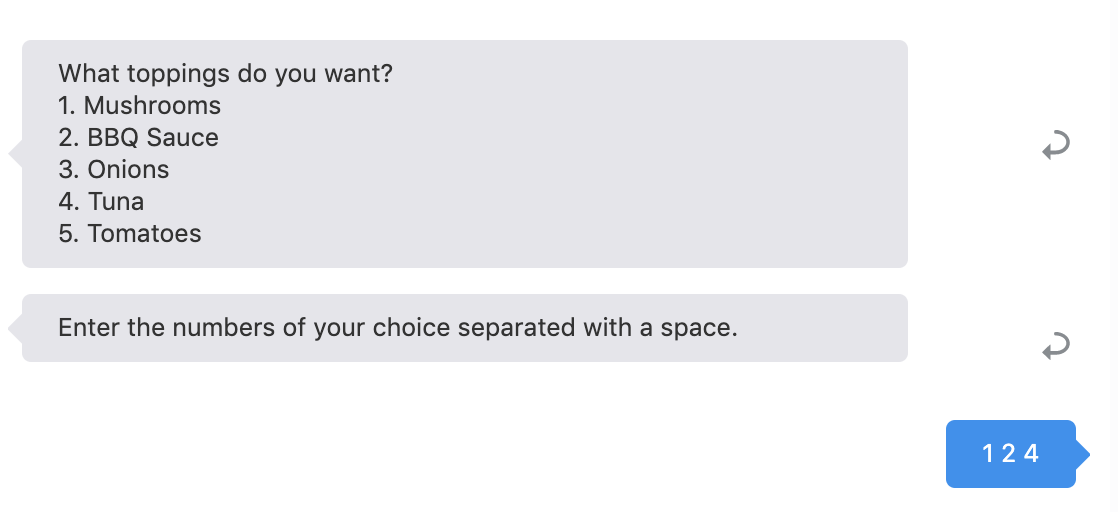 What toppings do you want?
1. Mushrooms
2. BBQ Sauce
3. Onions
4. Tuna
5. Tomatoes
Enter the numbers of your choice separated with a space.
1 2 4